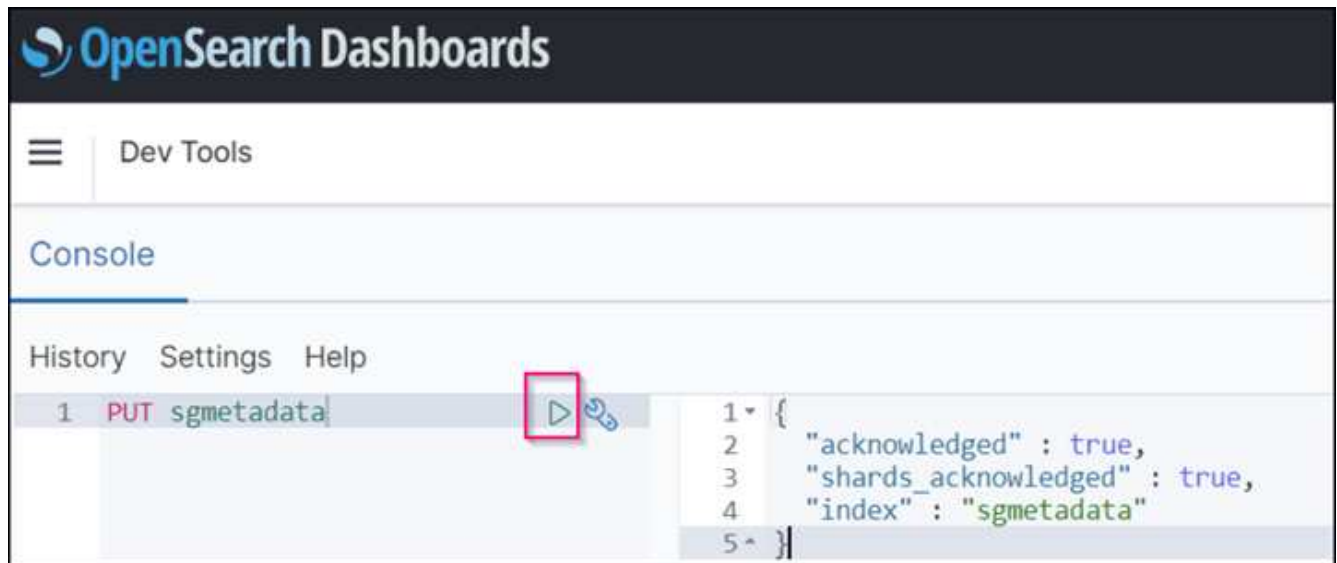 OpenSearch Dashboards
Dev Tools
Console
History Settings Help
1 PUT sgmetadata
1 {
2 "acknowledged" : true,
3 "shards_acknowledged" : true,
4 "index" : "sgmetadata"
5 }